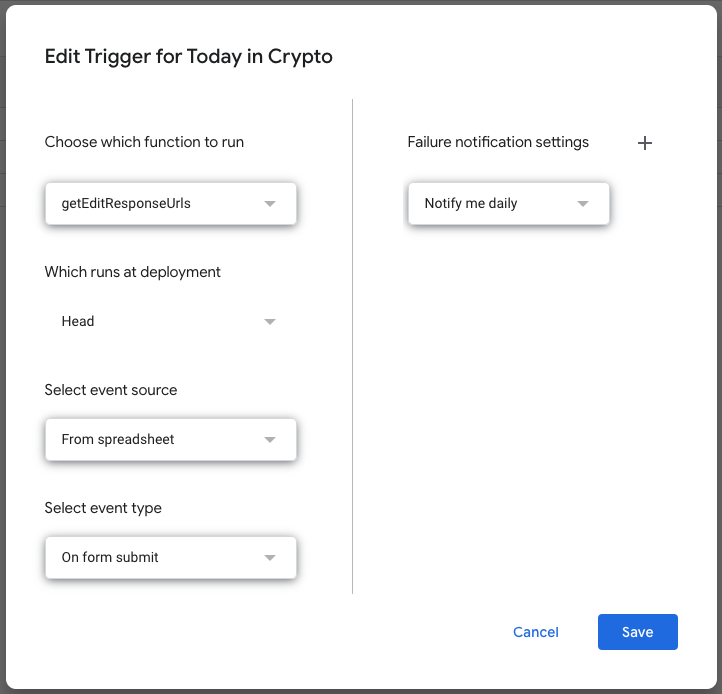 Edit Trigger for Today in Crypto
Choose which function to run
getEditResponseUrls
Which runs at deployment
Head
Select event source
From spreadsheet
Select event type
On form submit
Failure notification settings
Notify me daily
Cancel
Save